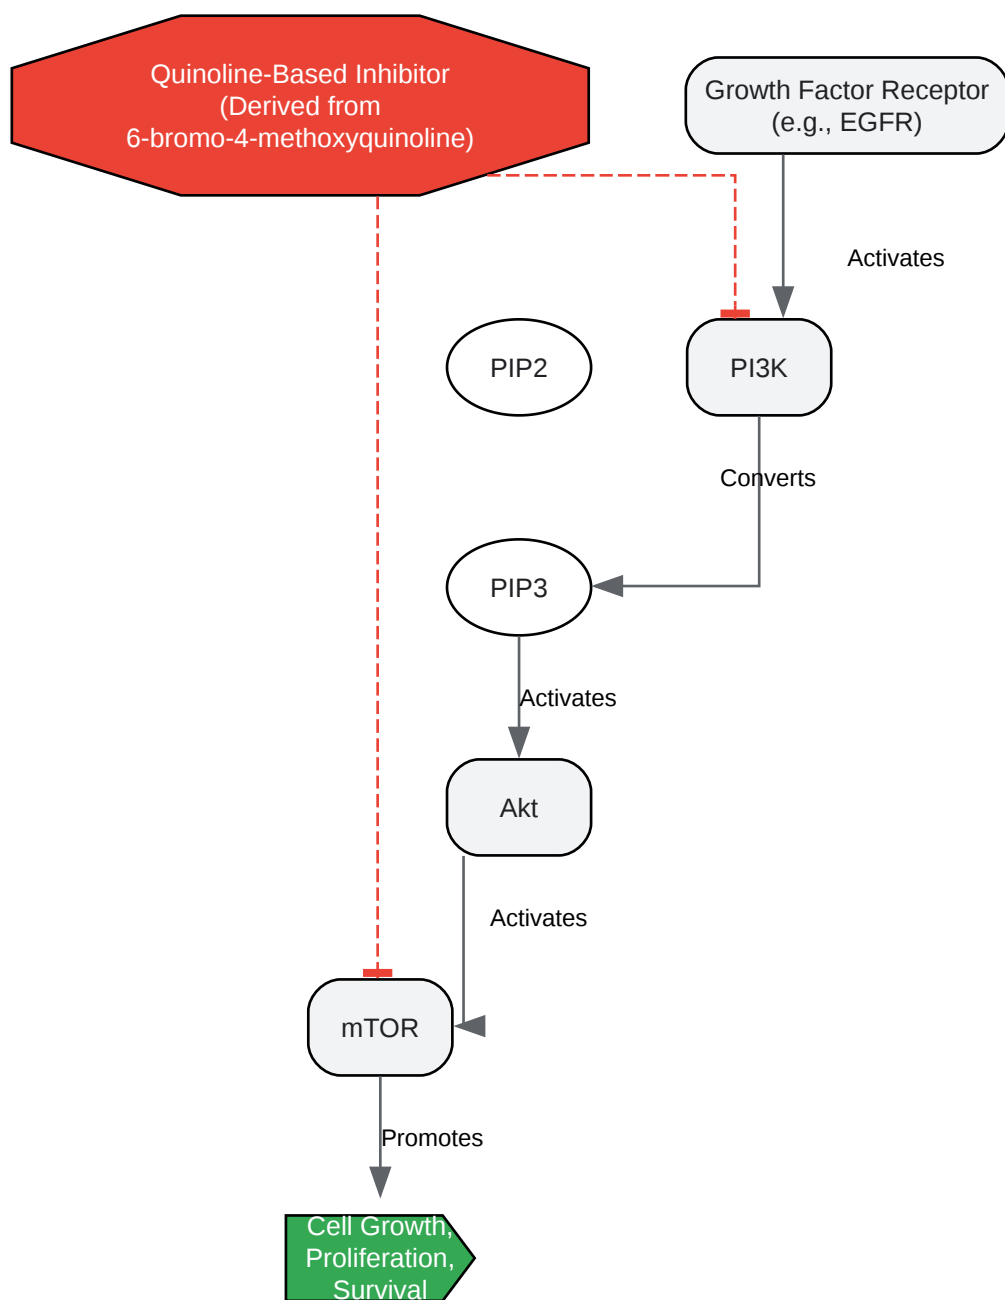 Quinoline-Based Inhibitor
(Derived from
6-bromo-4-methoxyquinoline)
Growth Factor Receptor
(e.g., EGFR)
Activates
PIP2
PI3K
Converts
PIP3
Activates
Akt
Activates
mTOR
Promotes
Cell Growth,
Proliferation,
Survival